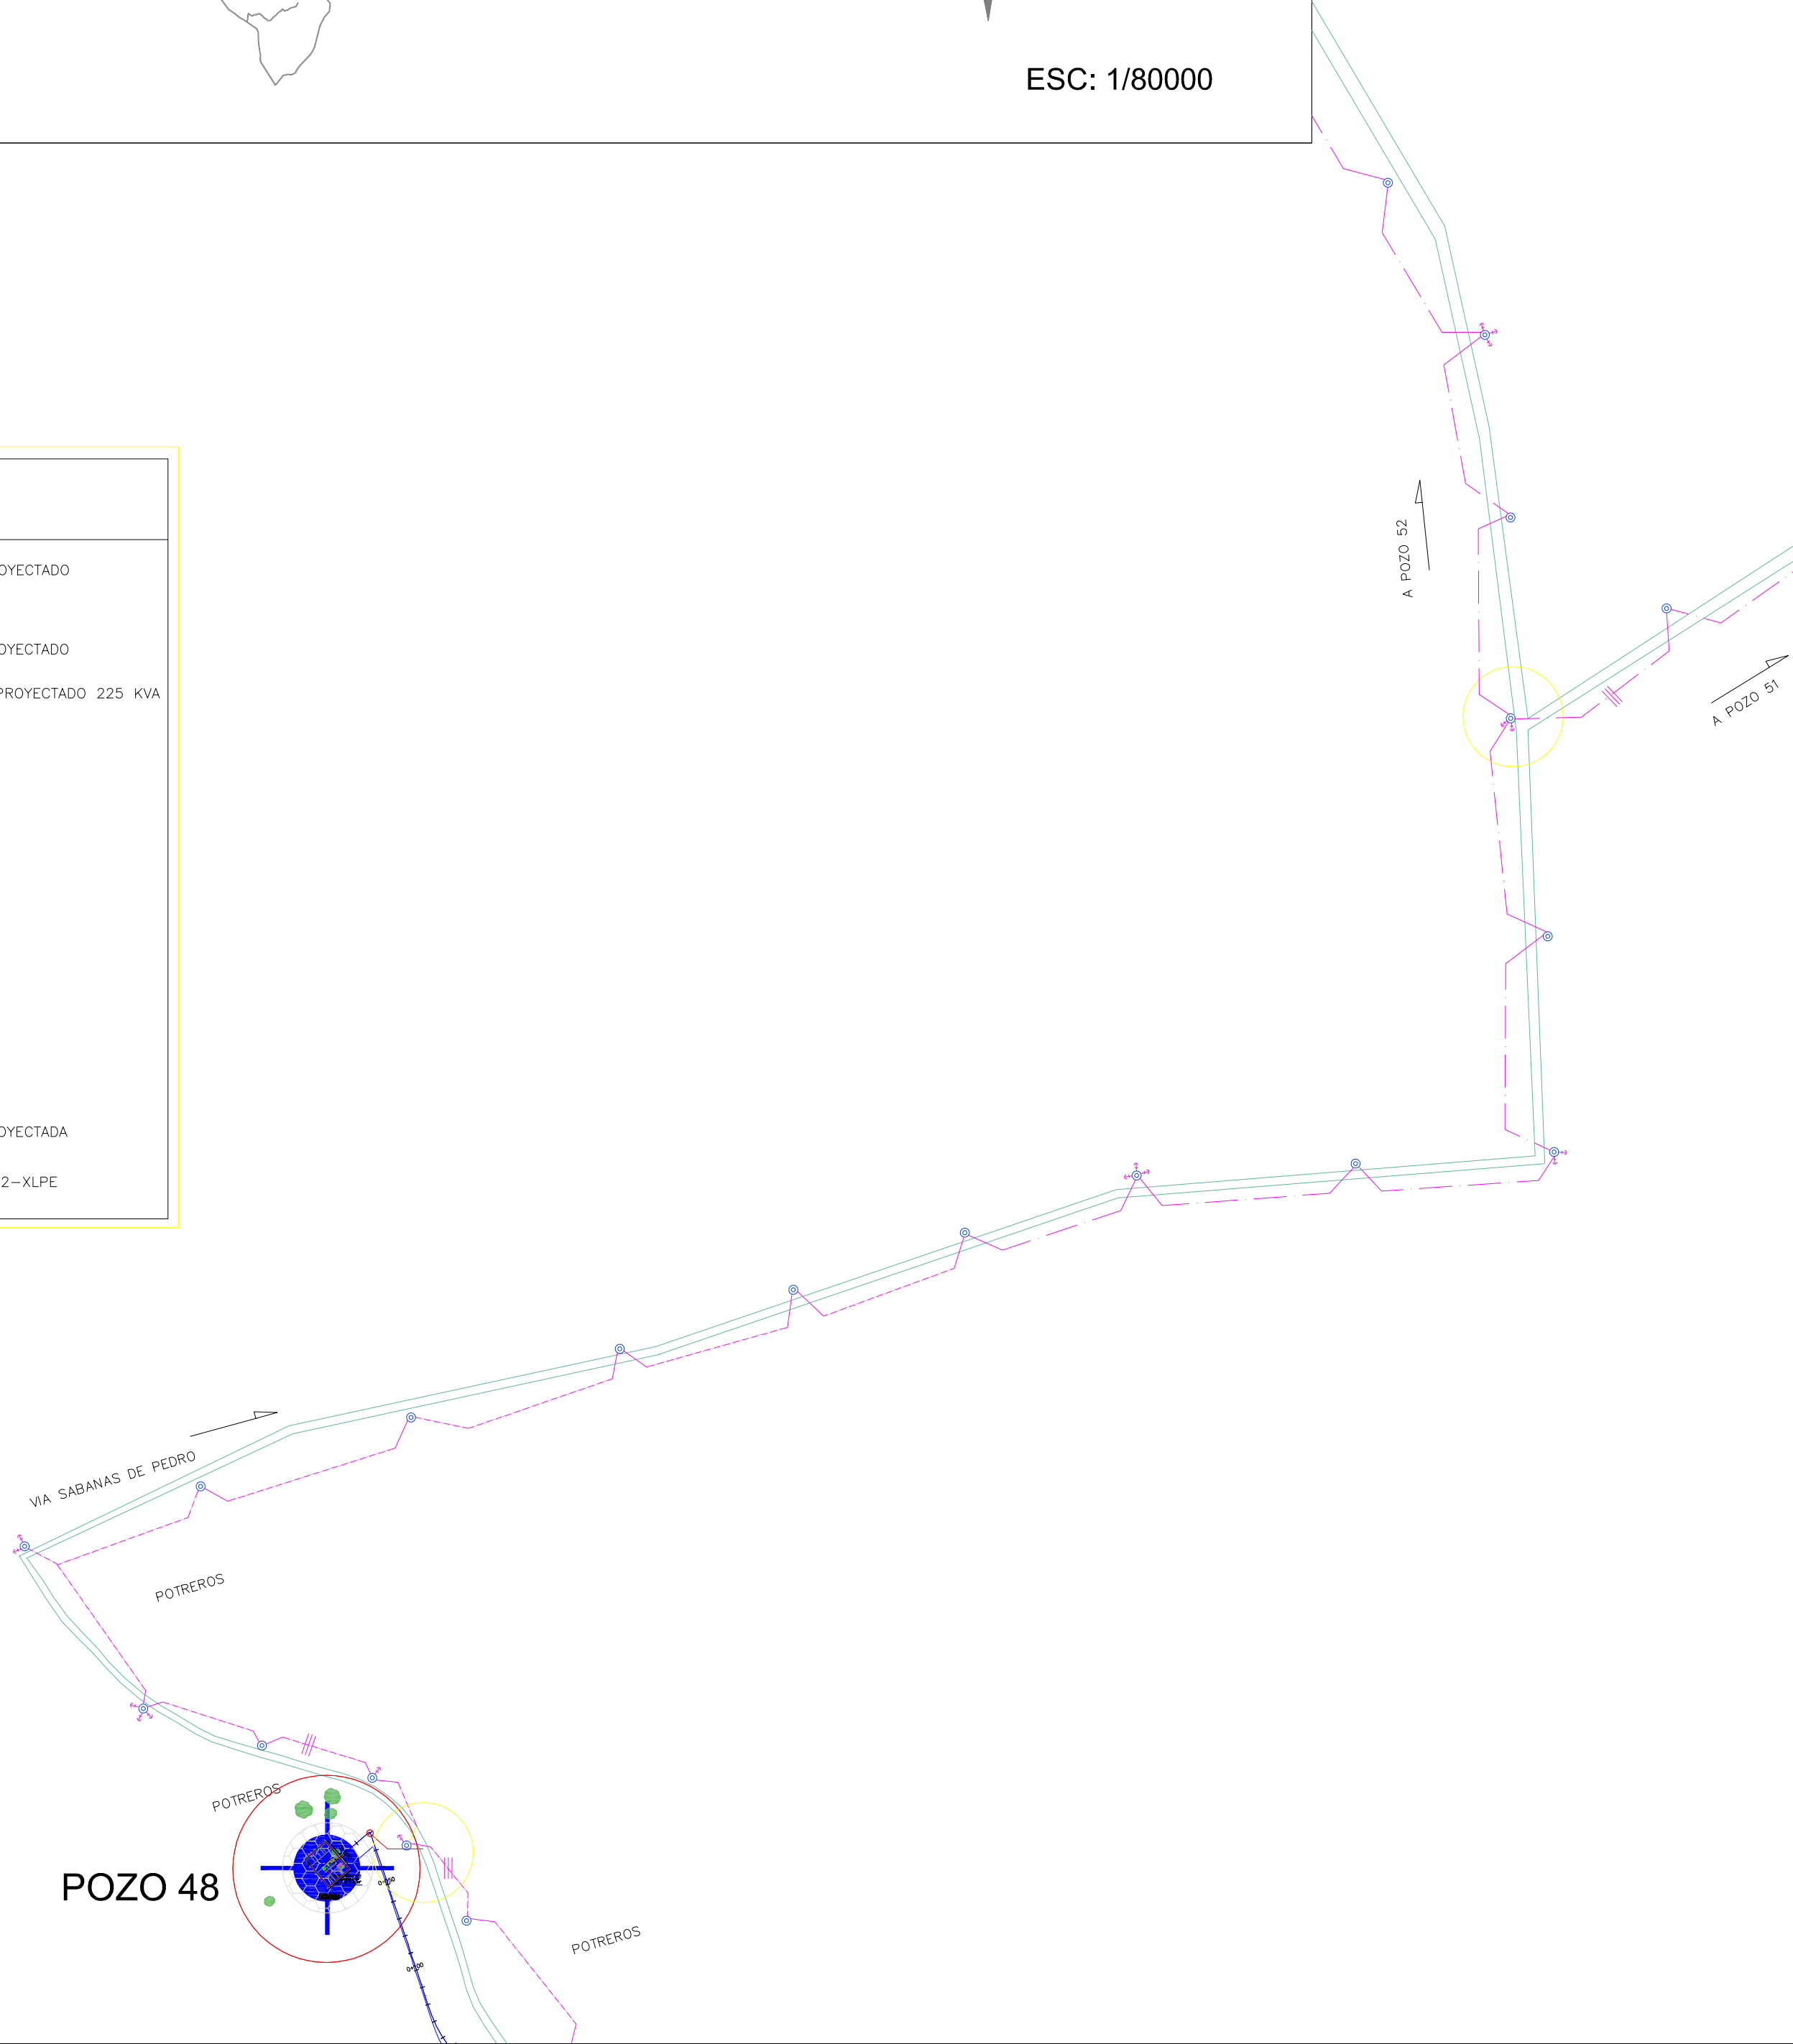 ESC: 1/80000
OYECTADO
A POZO 52
OYECTADO
PROYECTADO 225 KVA
A POZO 51
OYECTADA
2-XLPE
VIA SABANAS DE PEDRO
POTREROS
POTREROS
POZO 48
POTREROS